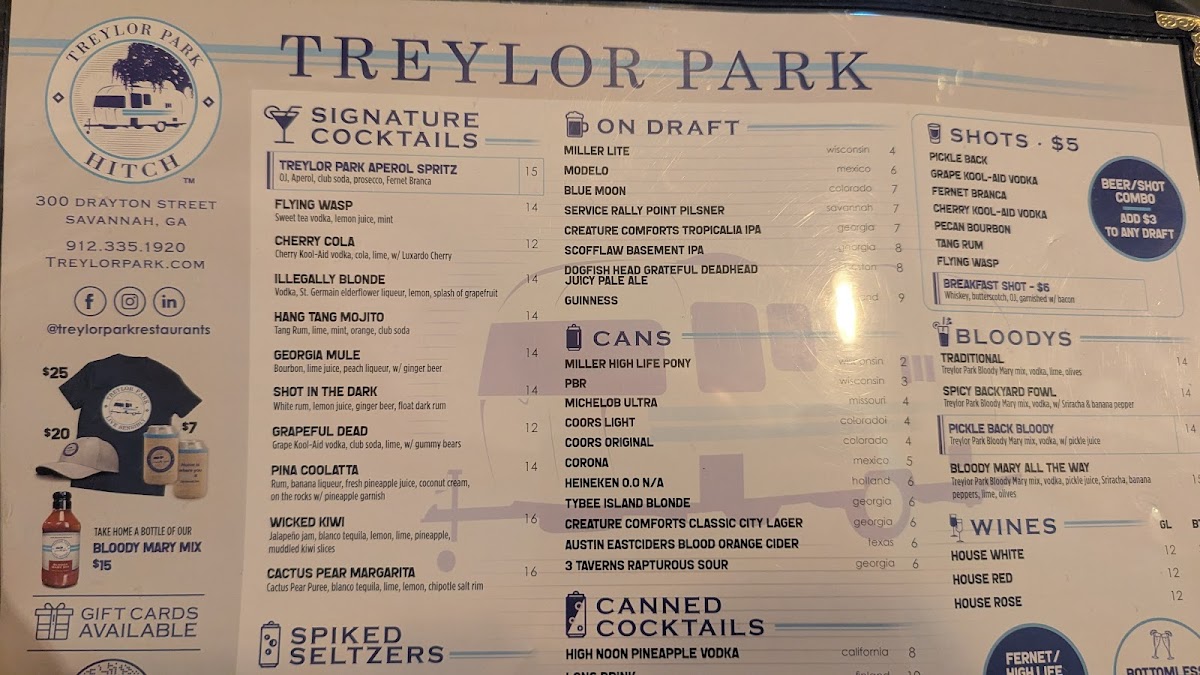 TREYLOR PARK
HITCH
TM
300 DRAYTON STREET
SAVANNAH, GA
912.335.1920
TREYLORPARK.COM
@treylorparkrestaurants
$25
$20
$7
TAKE HOME A BOTTLE OF OUR
BLOODY MARY MIX
$15
GIFT CARDS
AVAILABLE
TREYLOR PARK
SIGNATURE
COCKTAILS
TREYLOR PARK APEROL SPRITZ 15
OJ, Aperol, club soda, prosecco, Fernet Branca
FLYING WASP 14
Sweet tea vodka, lemon juice, mint
CHERRY COLA 12
Cherry Kool-Aid vodka, cola, lime, w/ Luxardo Cherry
ILLEGALLY BLONDE 14
Vodka, St. Germain elderflower liqueur, lemon, splash of grapefruit
HANG TANG MOJITO 14
Tang Rum, lime, mint, orange, club soda
GEORGIA MULE 14
Bourbon, lime juice, peach liqueur, w/ ginger beer
SHOT IN THE DARK 14
White rum, lemon juice, ginger beer, float dark rum
GRAPEFUL DEAD 12
Grape Kool-Aid vodka, club soda, lime, w/ gummy bears
PINA COOLATTA 14
Rum, banana liqueur, fresh pineapple juice, coconut cream,
on the rocks w/ pineapple garnish
WICKED KIWI 16
Jalapeño jam, blanco tequila, lemon, lime, pineapple,
muddled kiwi slices
CACTUS PEAR MARGARITA 16
Cactus Pear Puree, blanco tequila, lime, lemon, chipotle salt rim
SPIKED
SELTZERS
ON DRAFT
MILLER LITE wisconsin 4
MODELO mexico 6
BLUE MOON colorado 7
SERVICE RALLY POINT PILSNER savannah 7
CREATURE COMFORTS TROPICALIA IPA georgia 7
SCOFFLAW BASEMENT IPA georgia 8
DOGFISH HEAD GRATEFUL DEADHEAD 8
JUICY PALE ALE
GUINNESS 9
CANS
MILLER HIGH LIFE PONY wisconsin 2
PBR wisconsin 3
MICHELOB ULTRA missouri 4
COORS LIGHT coloradoi 4
COORS ORIGINAL colorado 4
CORONA mexico 5
HEINEKEN 0.0 N/A holland 6
TYBEE ISLAND BLONDE georgia 6
CREATURE COMFORTS CLASSIC CITY LAGER georgia 6
AUSTIN EASTCIDERS BLOOD ORANGE CIDER texas 6
3 TAVERNS RAPTUROUS SOUR georgia 6
CANNED
COCKTAILS
HIGH NOON PINEAPPLE VODKA california 8
LONG DRINK finland 10
SHOTS · $5
PICKLE BACK
GRAPE KOOL-AID VODKA
FERNET BRANCA
CHERRY KOOL-AID VODKA
PECAN BOURBON
TANG RUM
FLYING WASP
BREAKFAST SHOT - $6
Whiskey, butterscotch, OJ, garnished w/ bacon
BEER/SHOT
COMBO
ADD $3
TO ANY DRAFT
BLOODYS
TRADITIONAL 14
Treylor Park Bloody Mary mix, vodka, lime, olives
SPICY BACKYARD FOWL 14
Treylor Park Bloody Mary mix, vodka, w/ Sriracha & banana pepper
PICKLE BACK BLOODY 14
Treylor Park Bloody Mary mix, vodka, w/ pickle juice
BLOODY MARY ALL THE WAY
Treylor Park Bloody Mary mix, vodka, pickle juice, Sriracha, banana
peppers, lime, olives
WINES GL
HOUSE WHITE 12
HOUSE RED 12
HOUSE ROSE 12
FERNET/
HIGH LIFE